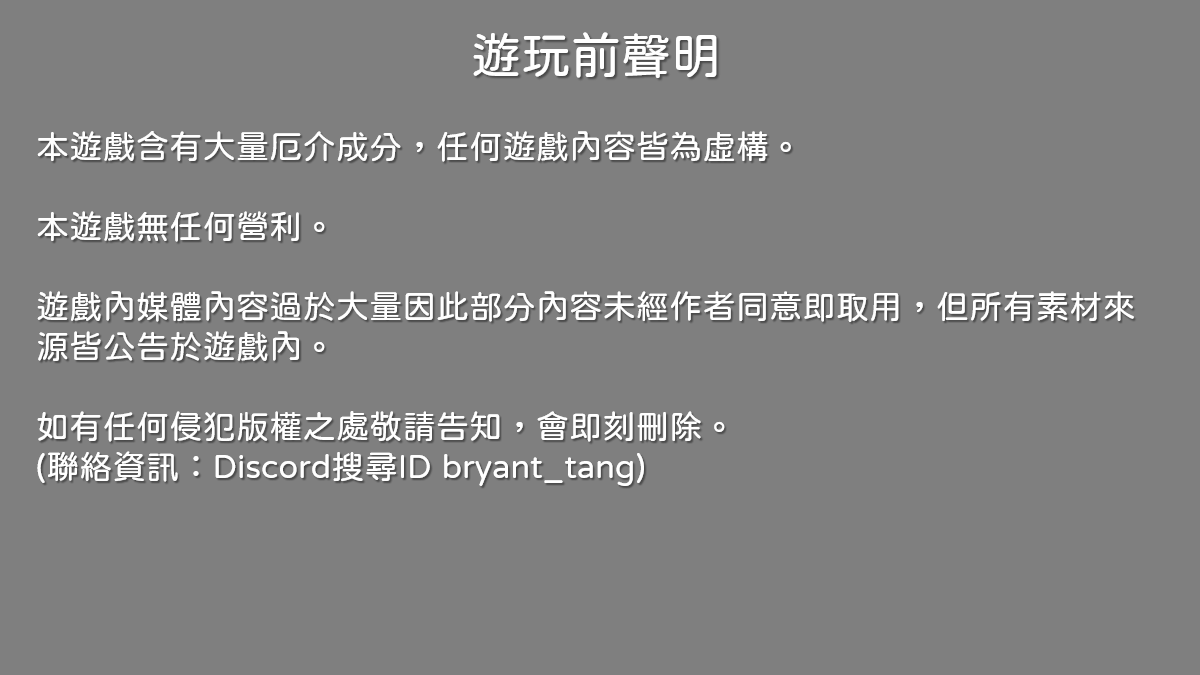 遊玩前聲明
本遊戲含有大量厄介成分，任何遊戲內容皆為虛構。
本遊戲無任何營利。
遊戲內媒體內容過於大量因此部分內容未經作者同意即取用，但所有素材來
源皆公告於遊戲內。
如有任何侵犯版權之處敬請告知，會即刻刪除。
(聯絡資訊：Discord搜尋ID bryant_tang)